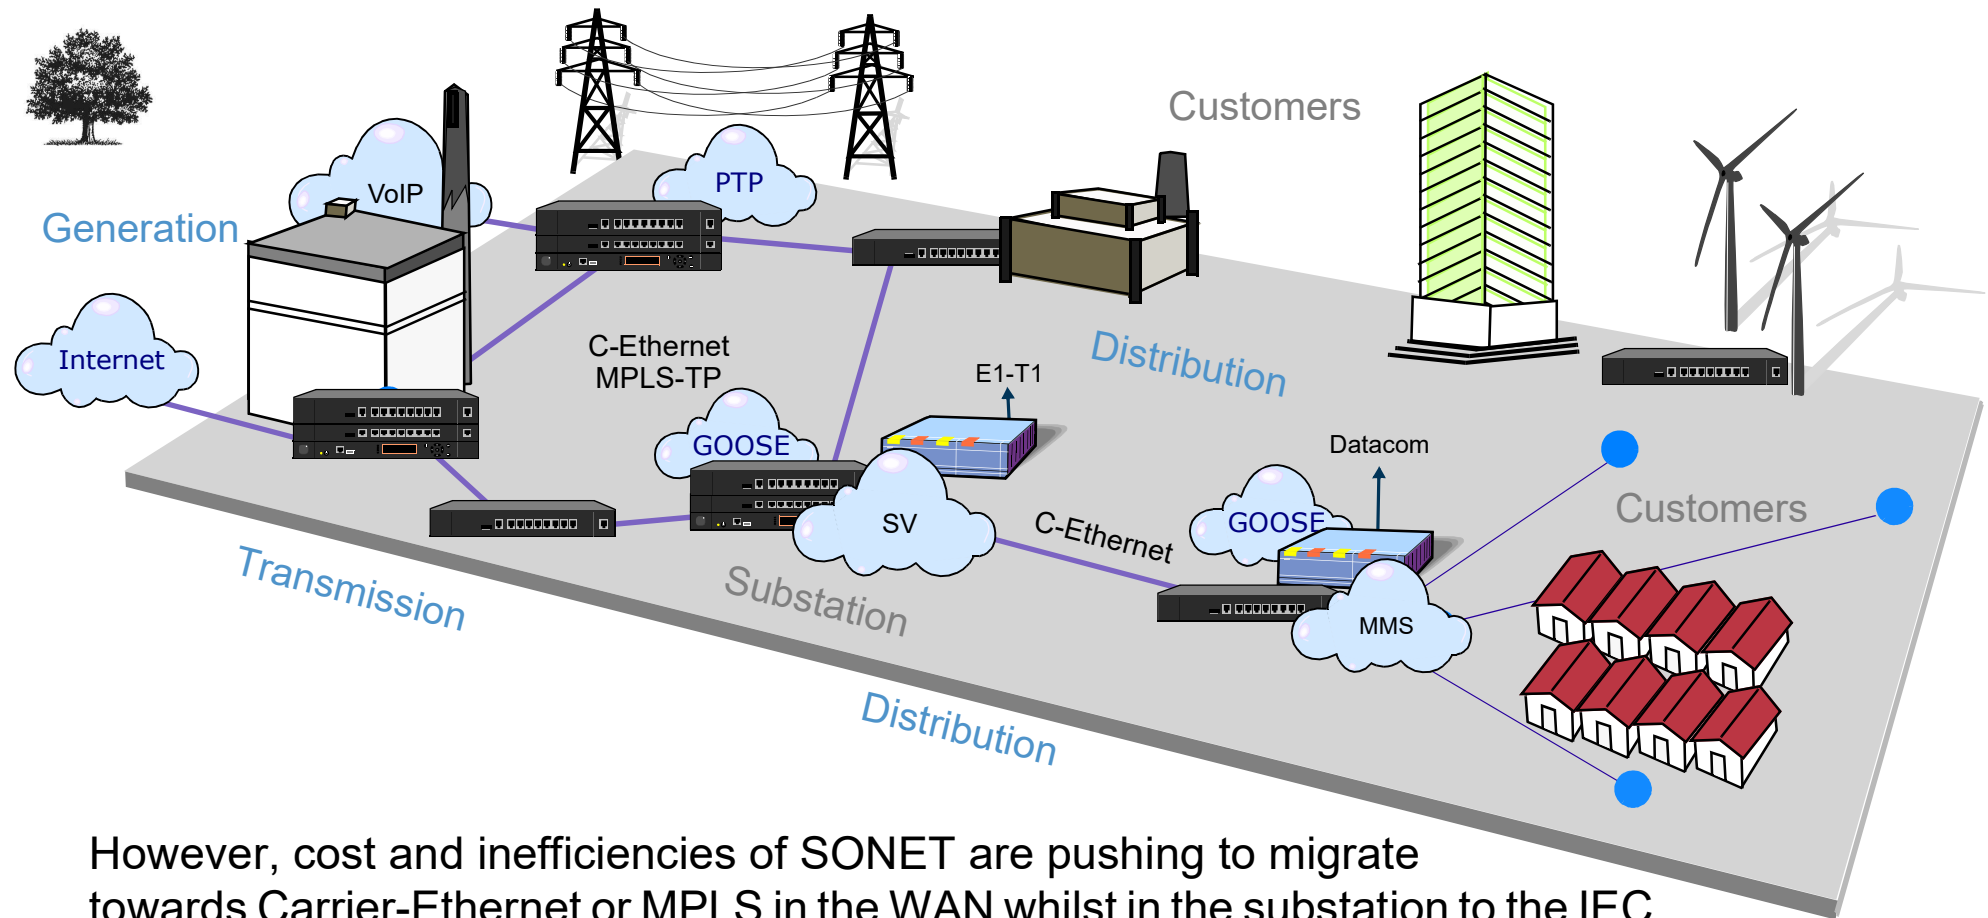 Customers
VoIP
PTP
Generation
Internet
C-Ethernet
MPLS-TP
Distribution
E1-T1
GOOSE
Datacom
SV
C-Ethernet
GOOSE
Customers
Transmission
Substation
MMS
Distribution
However, cost and inefficiencies of SONET are pushing to migrate
towards Carrier-Ethernet or MPLS in the WAN whilst in the substation to the IEC